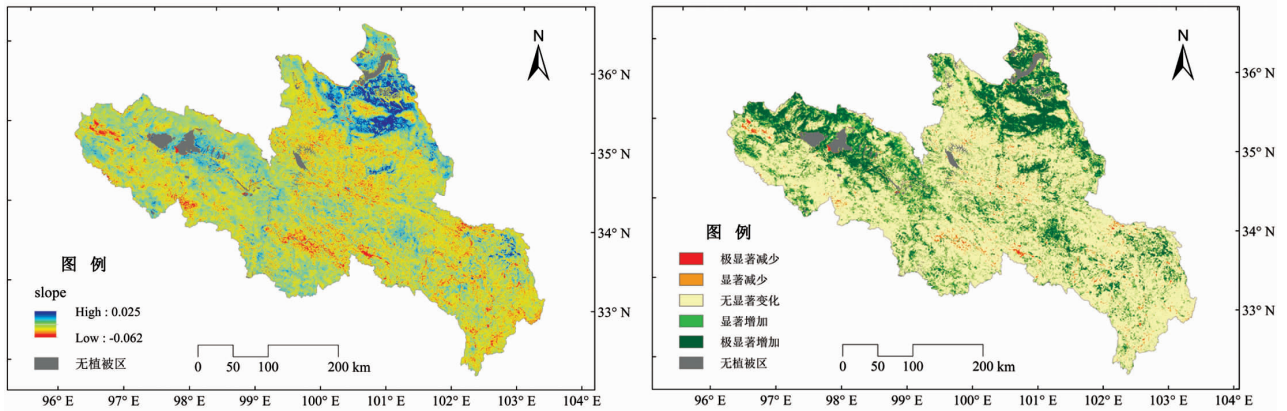 N
36° N
35° N
34° N
33° N
图 例
slope
High : 0.025
Low : -0.062
无植被区
0 50 100 200 km
96° E 97° E 98° E 99° E 100° E 101° E 102° E 103° E 104° E
N
36° N
35° N
34° N
33° N
图 例
极显著减少
显著减少
无显著变化
显著增加
极显著增加
无植被区
0 50 100 200 km
95° E 96° E 97° E 98° E 99° E 100° E 101° E 102° E 103° E 104° E